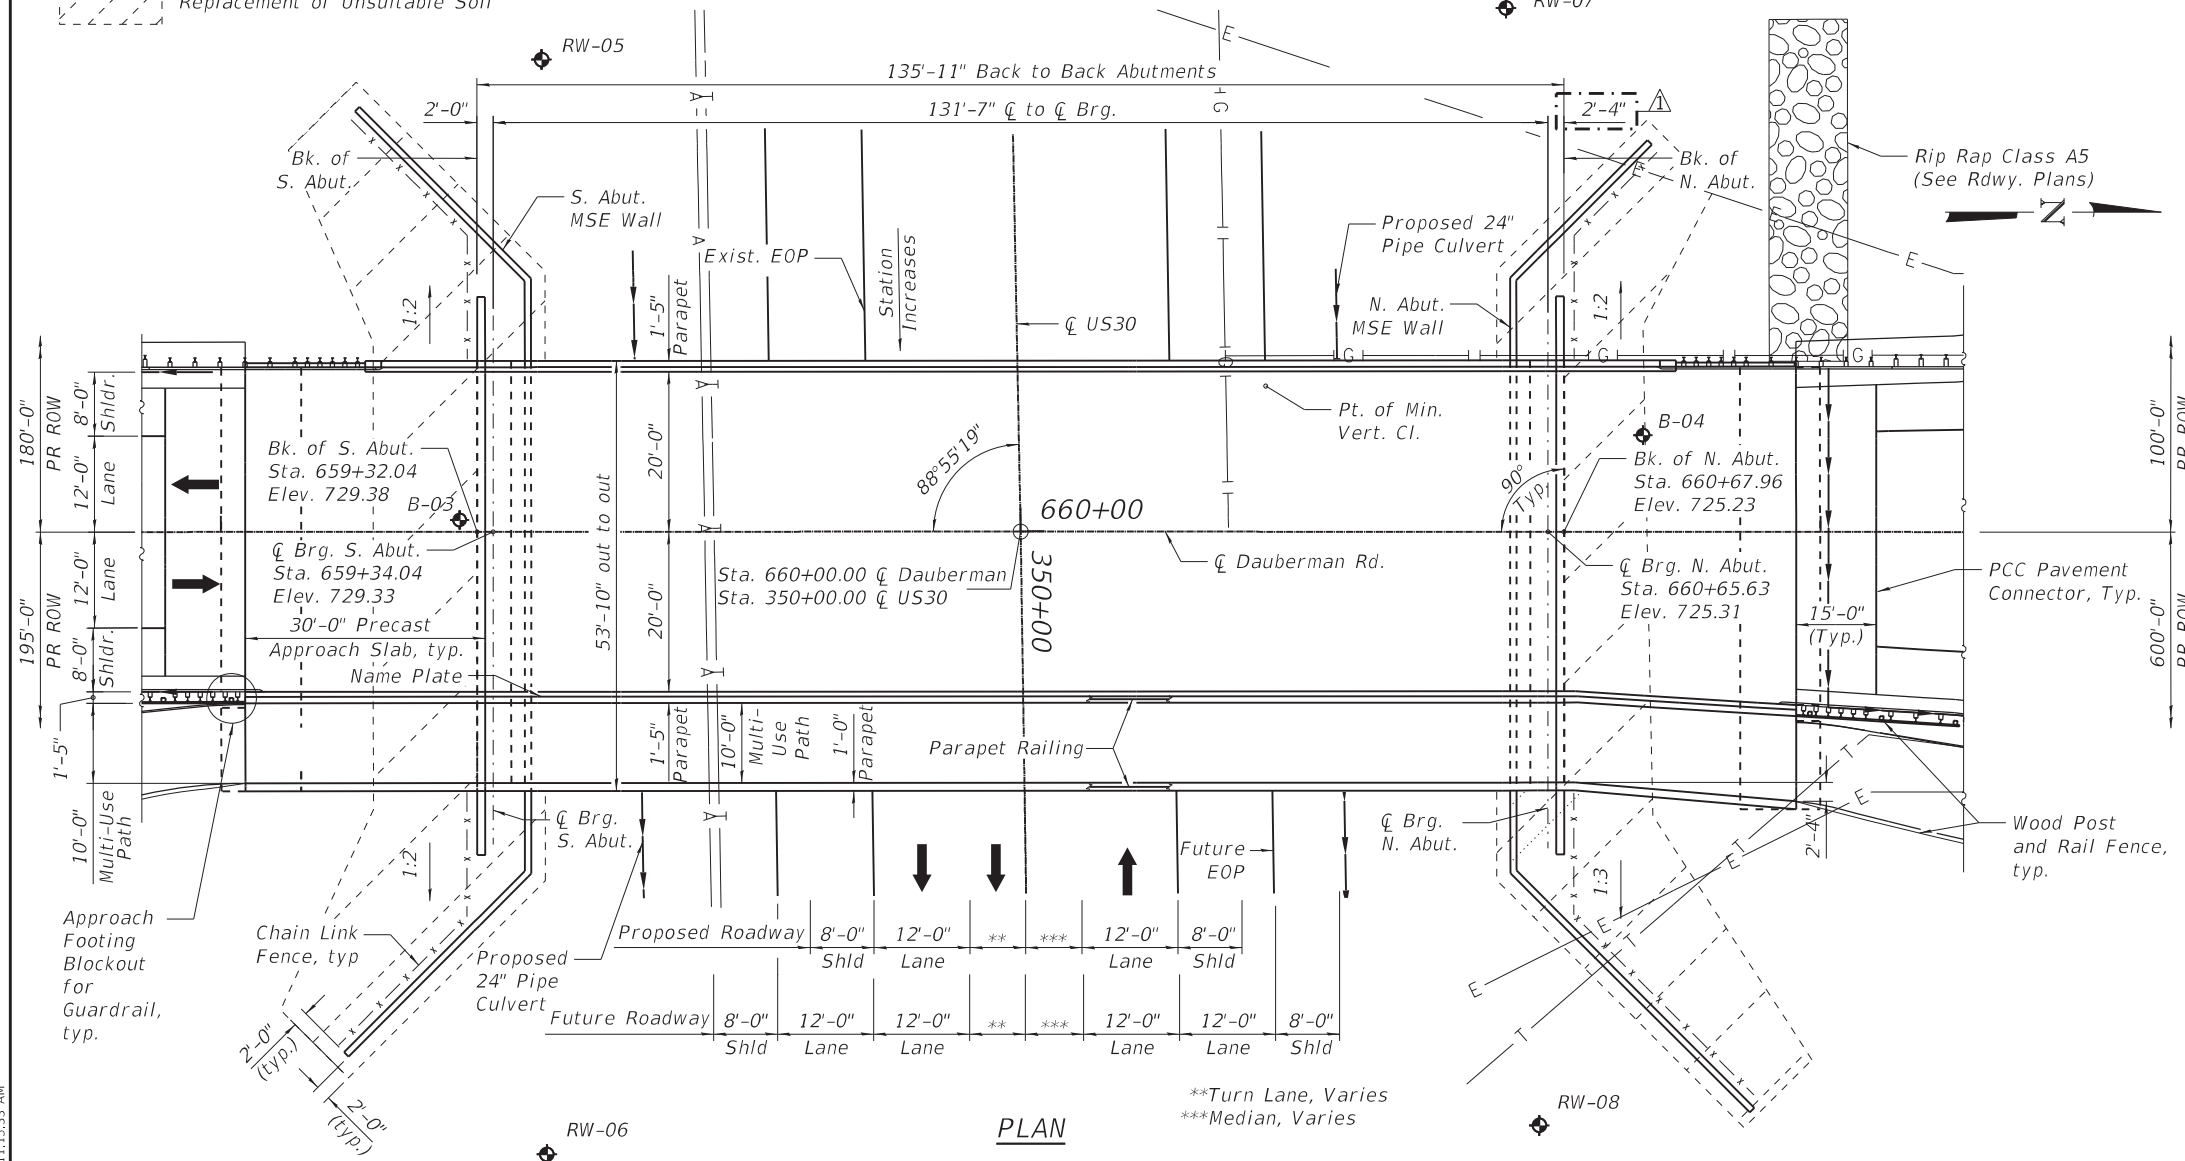 Replacement of Unsuitable Soil
RW-05
RW-07
E
135'-11" Back to Back Abutments
2'-0"
131'-7" ℄ to ℄ Brg.
2'-4"
1
Bk. of
S. Abut.
S. Abut.
MSE Wall
Exist. EOP
Station
Increases
℄ US30
Proposed 24"
Pipe Culvert
N. Abut.
MSE Wall
Bk. of
N. Abut.
Rip Rap Class A5
(See Rdwy. Plans)
N
1:2
1'-5"
Parapet
1:2
G
E
180'-0"
PR ROW
8'-0"
Shldr.
12'-0"
Lane
Bk. of S. Abut.
Sta. 659+32.04
Elev. 729.38
B-03
20'-0"
88°55'19"
Pt. of Min.
Vert. Cl.
90°
Typ.
B-04
Bk. of N. Abut.
Sta. 660+67.96
Elev. 725.23
100'-0"
PR ROW
660+00
350+00
℄ Brg. S. Abut.
Sta. 659+34.04
Elev. 729.33
53'-10" out to out
Sta. 660+00.00 ℄ Dauberman
Sta. 350+00.00 ℄ US30
℄ Dauberman Rd.
℄ Brg. N. Abut.
Sta. 660+65.63
Elev. 725.31
PCC Pavement
Connector, Typ.
15'-0"
(Typ.)
195'-0"
PR ROW
12'-0"
Lane
8'-0"
Shldr.
30'-0" Precast
Approach Slab, typ.
Name Plate
20'-0"
600'-0"
PR ROW
1'-5"
1'-5"
Parapet
10'-0"
Multi-
Use
Path
1'-0"
Parapet
Parapet Railing
10'-0"
Multi-Use
Path
1:2
℄ Brg.
S. Abut.
℄ Brg.
N. Abut.
Future
EOP
1:3
2'-4"
Wood Post
and Rail Fence,
typ.
Approach
Footing
Blockout
for
Guardrail,
typ.
Chain Link
Fence, typ
Proposed
24" Pipe
Culvert
Proposed Roadway
8'-0" 12'-0" ** *** 12'-0" 8'-0"
Shld Lane Lane Shld
Future Roadway
8'-0" 12'-0" 12'-0" ** *** 12'-0" 12'-0" 8'-0"
Shld Lane Lane Lane Lane Shld
2'-0"
(typ.)
2'-0"
(typ.)
E
T
**Turn Lane, Varies
***Median, Varies
RW-06
PLAN
RW-08